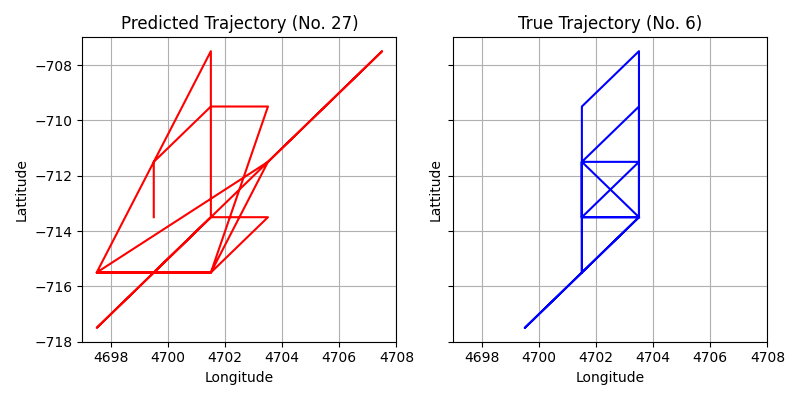 Predicted Trajectory (No. 27)
True Trajectory (No. 6)
Lattitude
−708
−710
−712
−714
−716
−718
4698 4700 4702 4704 4706 4708
Longitude
Lattitude
4698 4700 4702 4704 4706 4708
Longitude